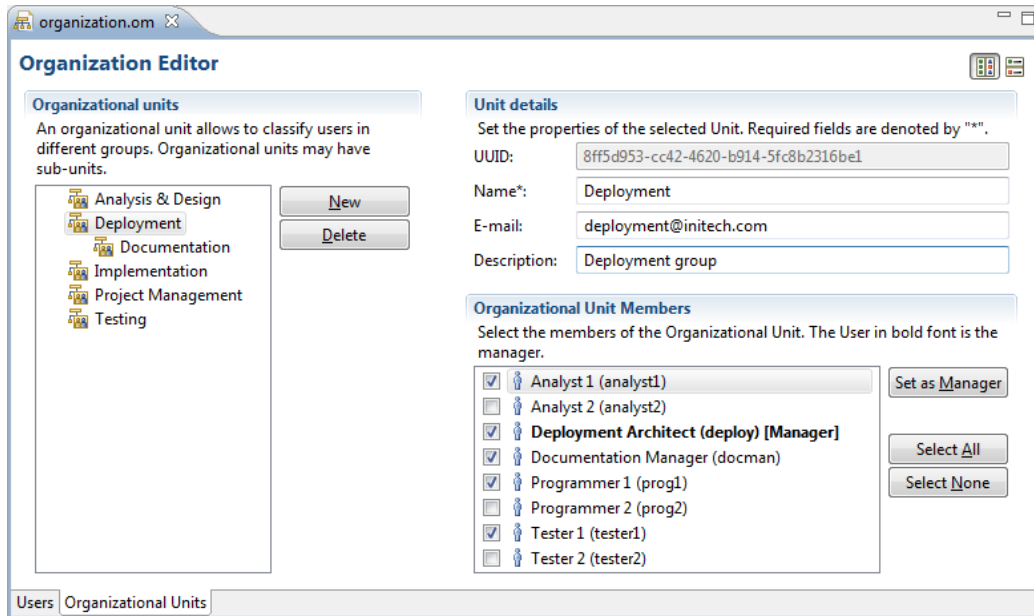 organization.om
Organization Editor
Organizational units
An organizational unit allows to classify users in
different groups. Organizational units may have
sub-units.
Analysis & Design
Deployment
Documentation
Implementation
Project Management
Testing
New
Delete
Unit details
Set the properties of the selected Unit. Required fields are denoted by "*".
UUID: 8ff5d953-cc42-4620-b914-5fc8b2316be1
Name*: Deployment
E-mail: deployment@initech.com
Description: Deployment group
Organizational Unit Members
Select the members of the Organizational Unit. The User in bold font is the
manager.
Analyst 1 (analyst1)
Analyst 2 (analyst2)
Deployment Architect (deploy) [Manager]
Documentation Manager (docman)
Programmer 1 (prog1)
Programmer 2 (prog2)
Tester 1 (tester1)
Tester 2 (tester2)
Set as Manager
Select All
Select None
Users
Organizational Units